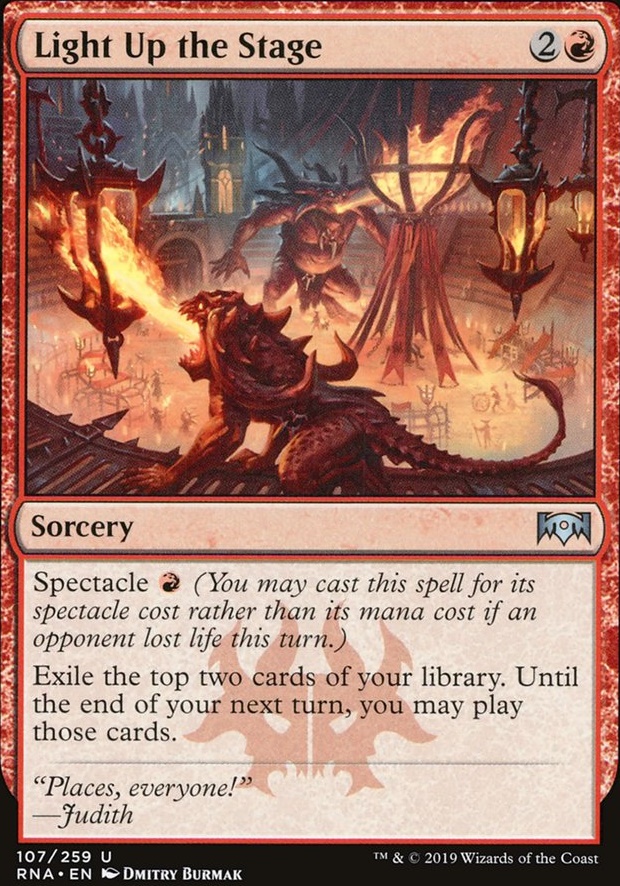 Light Up the Stage 2
Sorcery
Spectacle (You may cast this spell for its
spectacle cost rather than its mana cost if an
opponent lost life this turn.)
Exile the top two cards of your library. Until
the end of your next turn, you may play
those cards.
“Places, everyone!”
—Judith
107/259 U
RNA • EN Dmitry Burmak
™ & © 2019 Wizards of the Coast